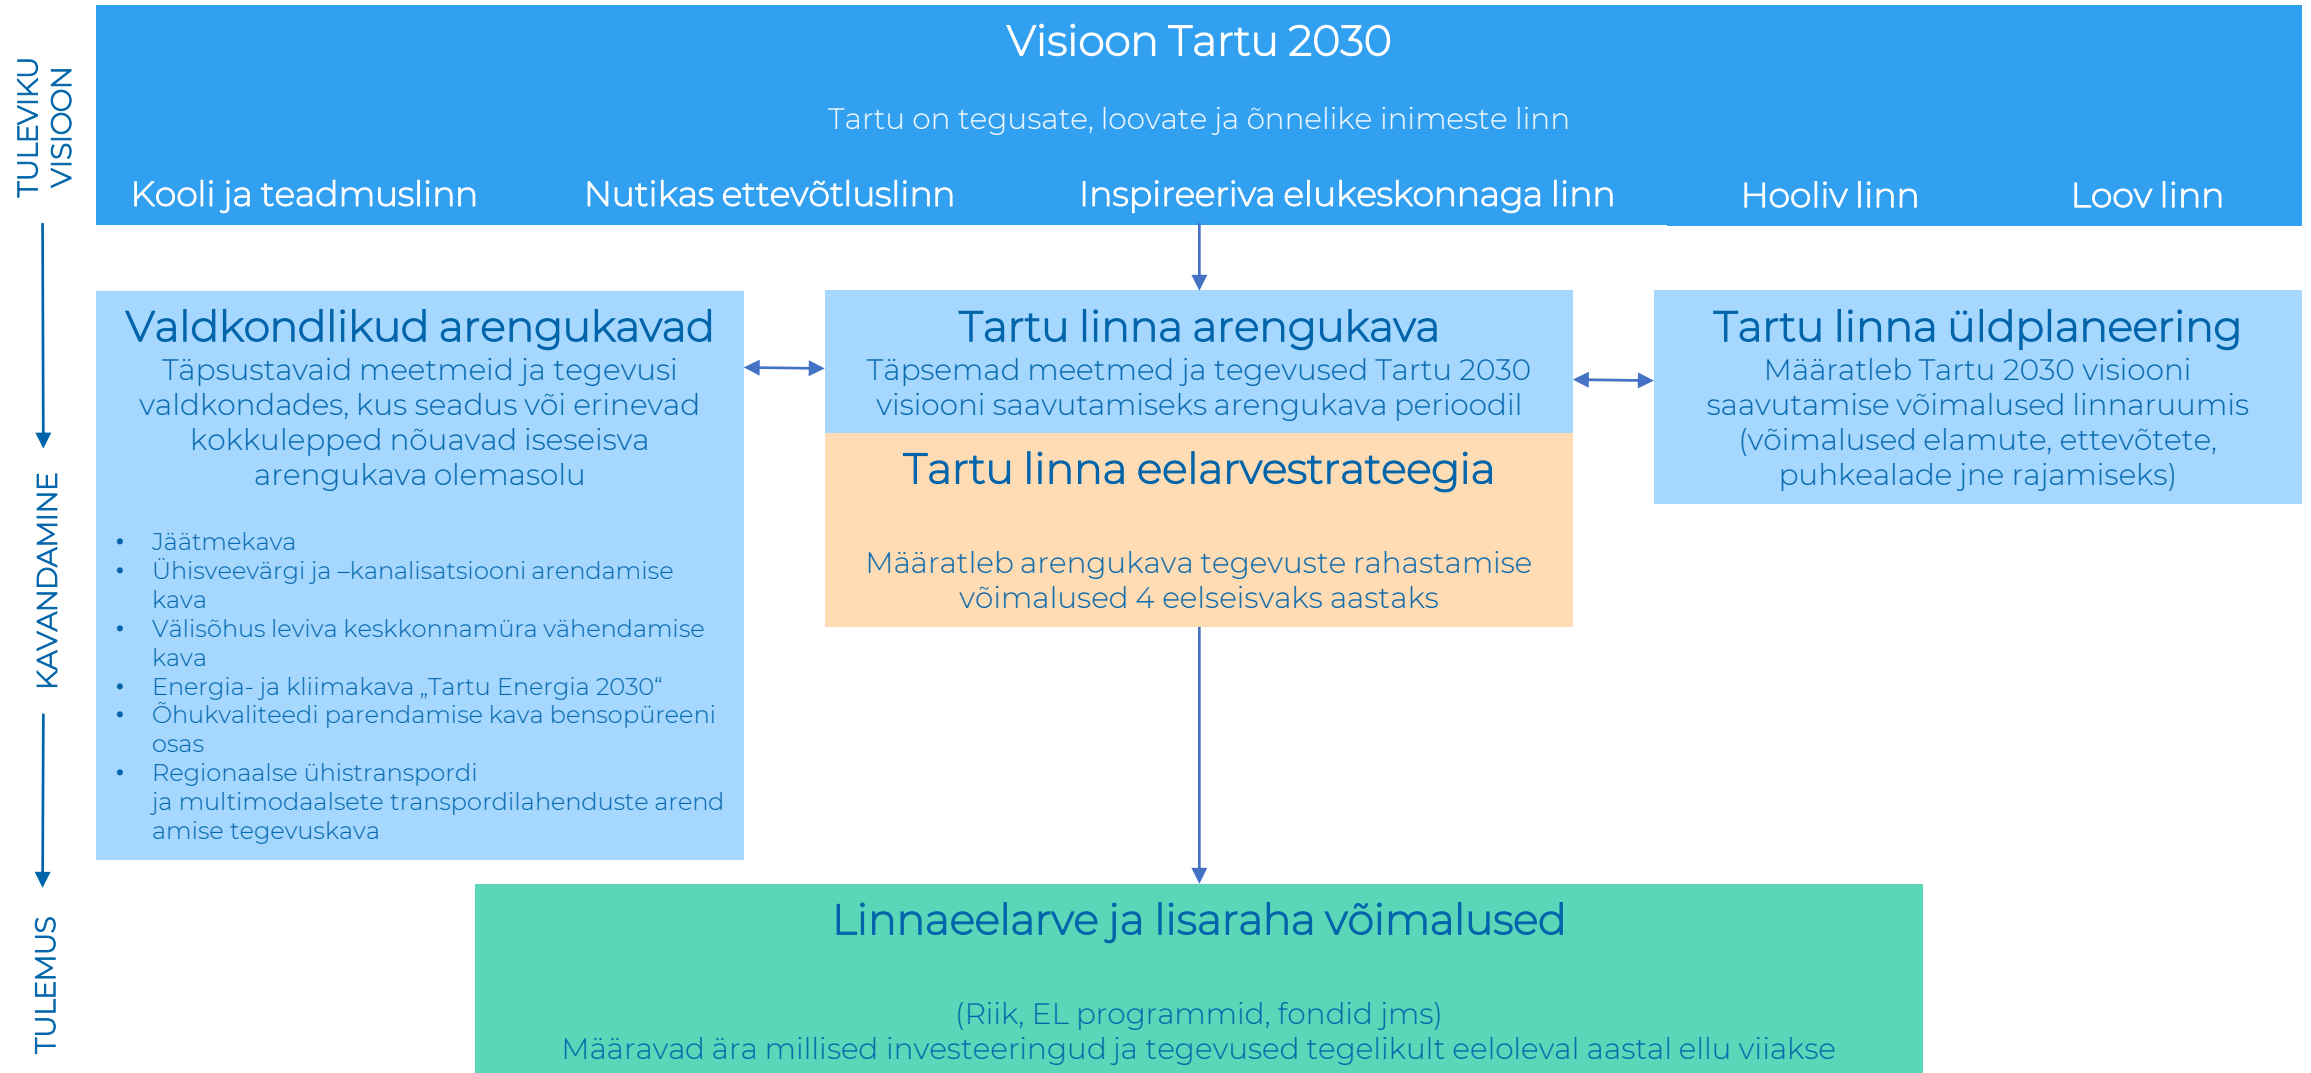 TULEVIKU
VISIOON
Visioon Tartu 2030
Tartu on tegusate, loovate ja õnnelike inimeste linn
Kooli ja teadmuslinn
Nutikas ettevõtluslinn
Inspireeriva elukeskonnaga linn
Hooliv linn
Loov linn
KAVANDAMINE
Valdkondlikud arengukavad
Täpsustavaid meetmeid ja tegevusi
valdkondades, kus seadus või erinevad
kokkulepped nõuavad iseseisva
arengukava olemasolu
• Jäätmekava
• Ühisveevärgi ja –kanalisatsiooni arendamise
kava
• Välisõhus leviva keskkonnamüra vähendamise
kava
• Energia- ja kliimakava „Tartu Energia 2030“
• Õhukvaliteedi parendamise kava bensopüreeni
osas
• Regionaalse ühistranspordi
ja multimodaalsete transpordilahenduste arend
amise tegevuskava
Tartu linna arengukava
Täpsemad meetmed ja tegevused Tartu 2030
visiooni saavutamiseks arengukava perioodil
Tartu linna eelarvestrateegia
Määratleb arengukava tegevuste rahastamise
võimalused 4 eelseisvaks aastaks
Tartu linna üldplaneering
Määratleb Tartu 2030 visiooni
saavutamise võimalused linnaruumis
(võimalused elamute, ettevõtete,
puhkealade jne rajamiseks)
TULEMUS
Linnaeelarve ja lisaraha võimalused
(Riik, EL programmid, fondid jms)
Määravad ära millised investeeringud ja tegevused tegelikult eeloleval aastal ellu viiakse